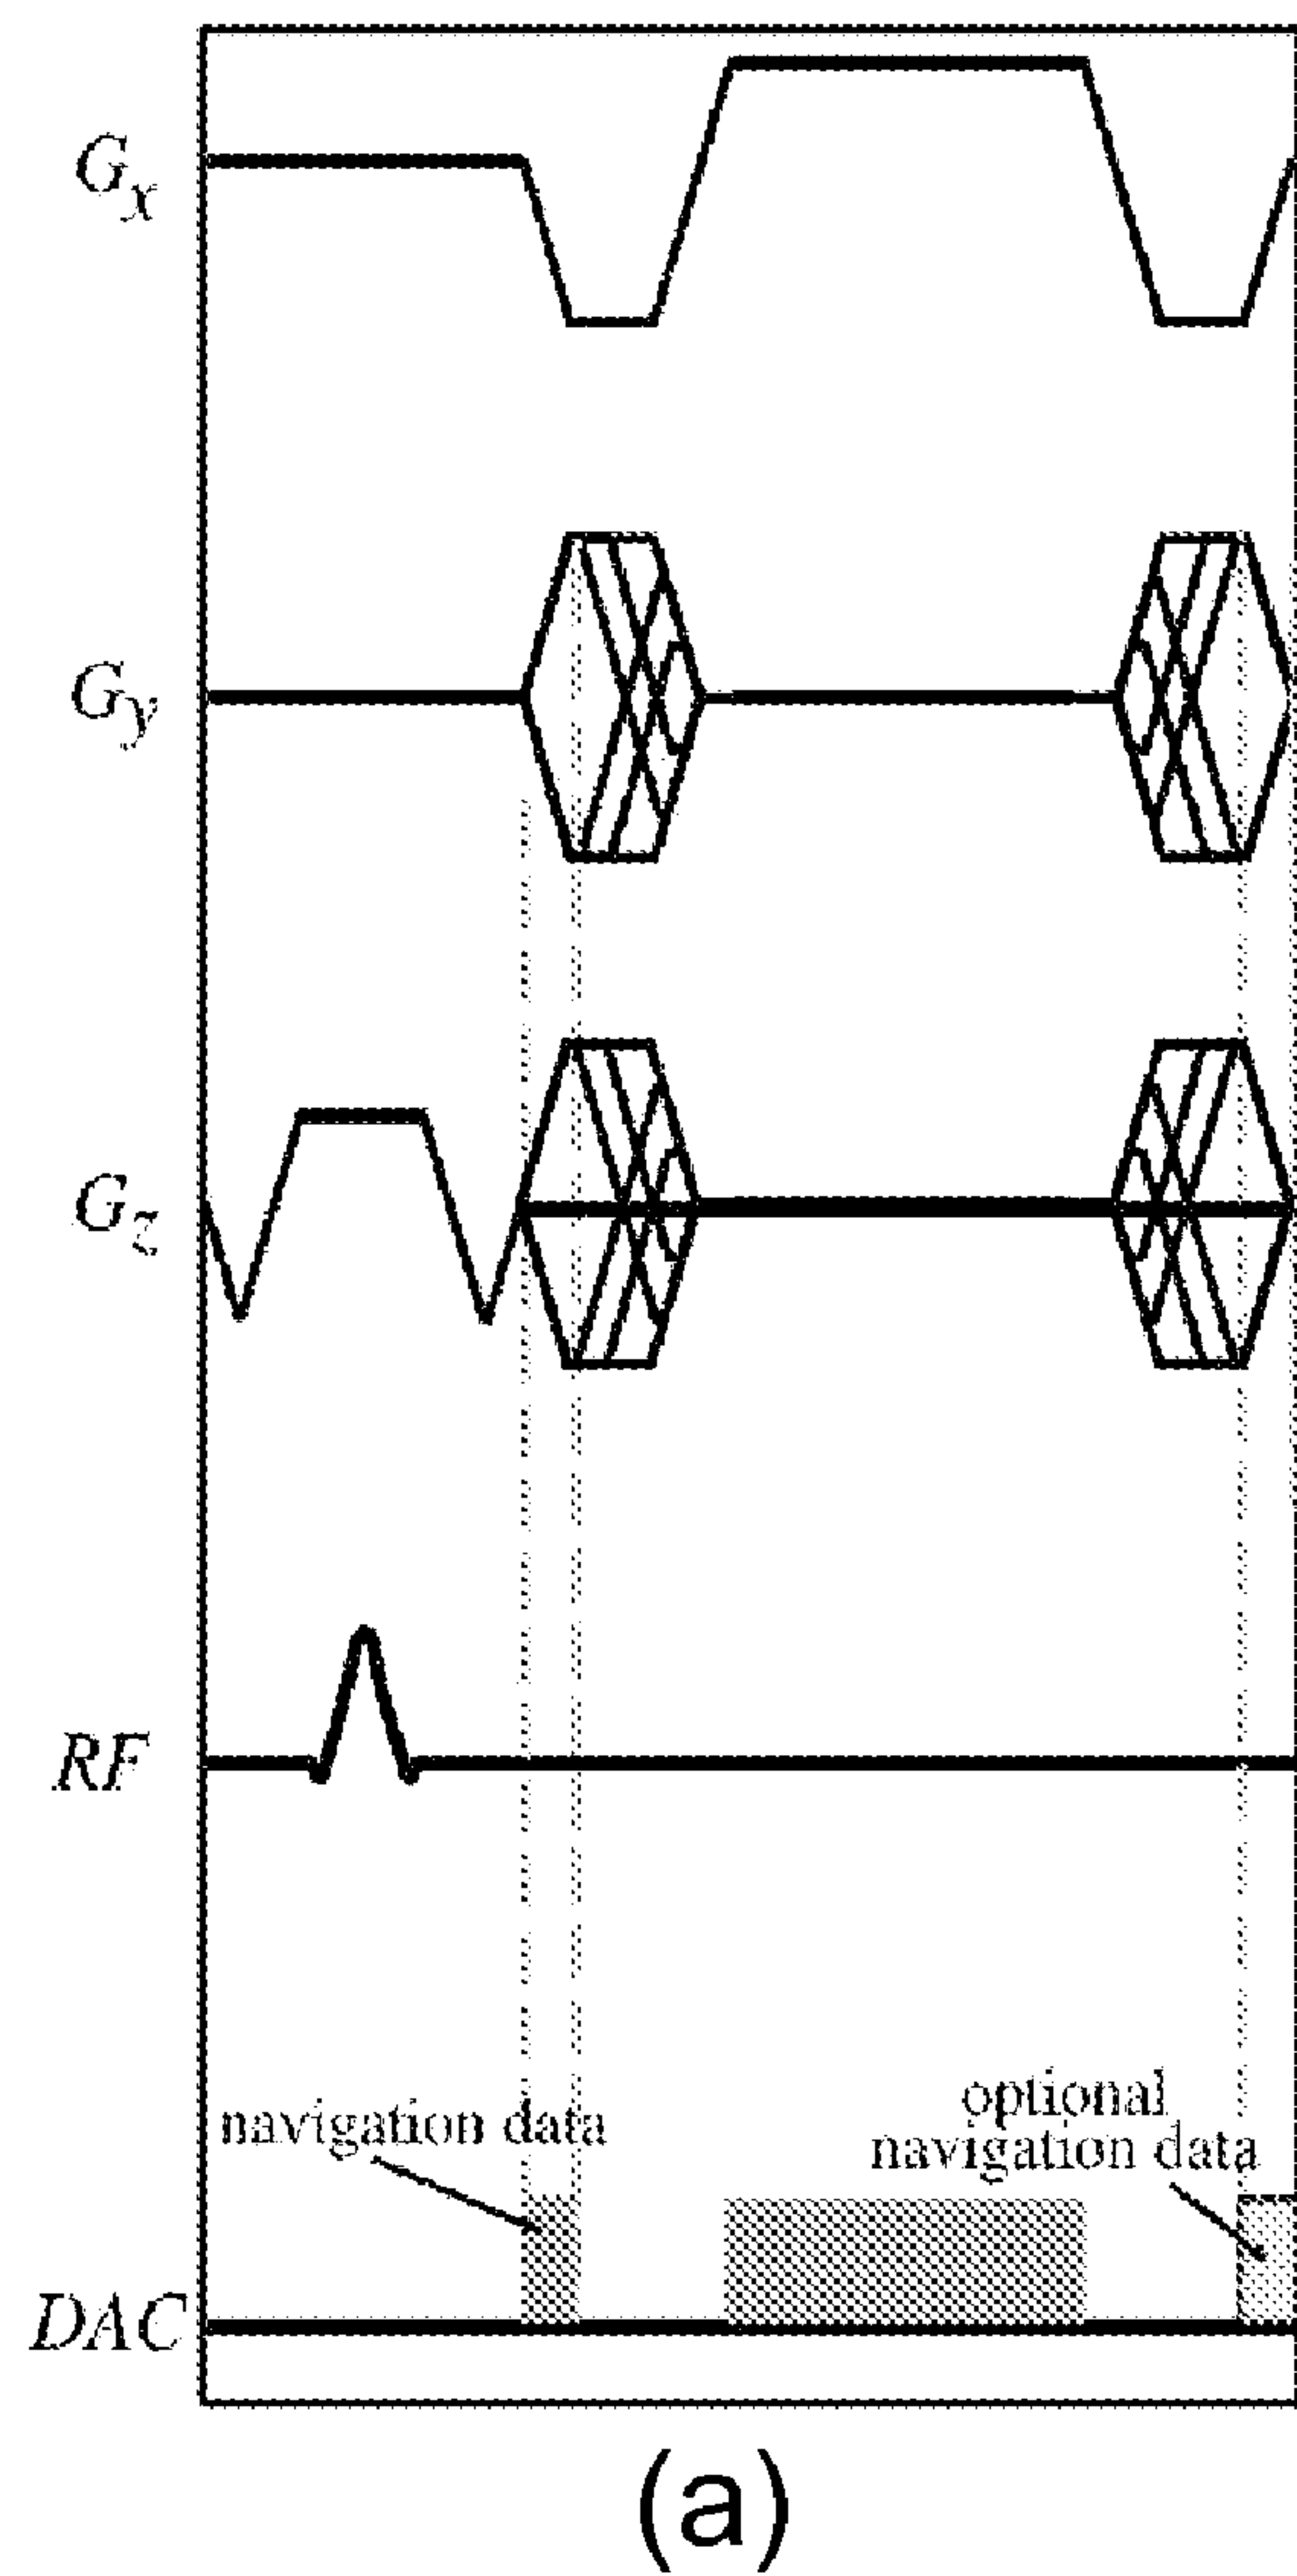 Gx
Gy
Gz
RF
navigation data
optional
navigation data
DAC
(a)